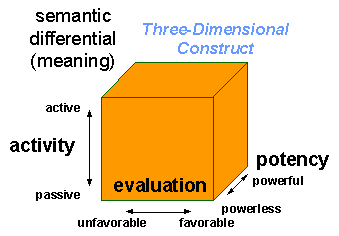 semantic
differential
(meaning)
Three-Dimensional
Construct
active
activity
passive
evaluation
potency
powerful
powerless
unfavorable
favorable